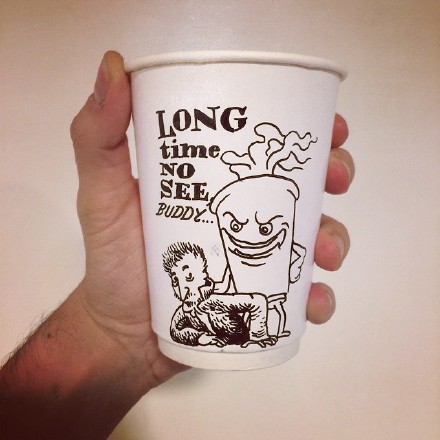 LONG
time
NO
SEE,
BUDDY...